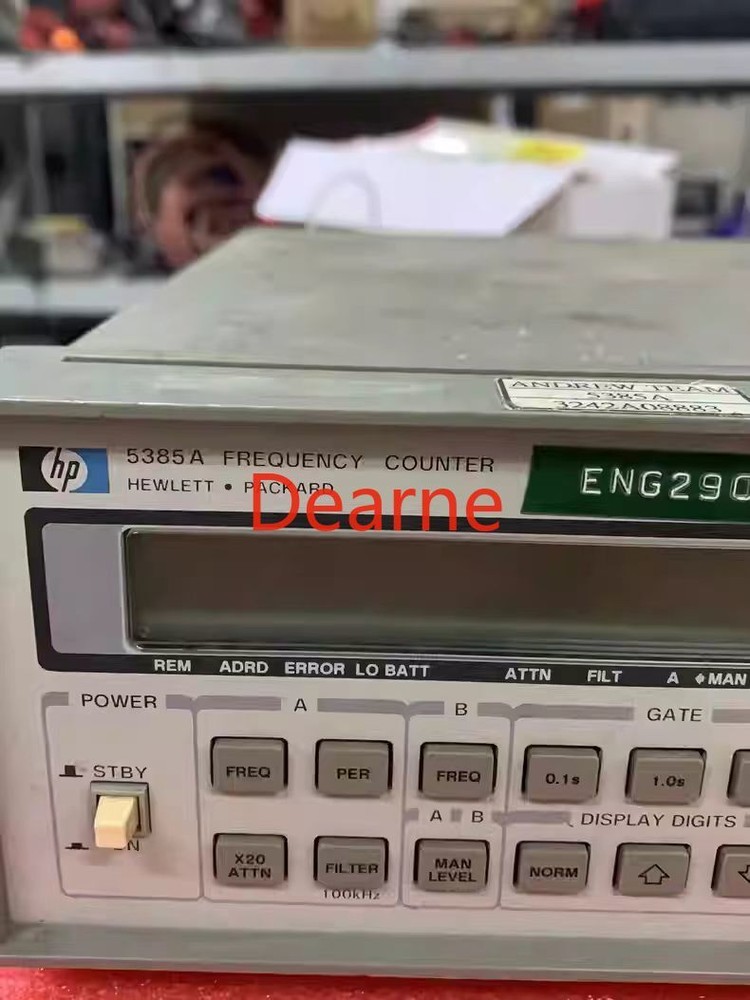 ANDREW TEAM
5385A
3242A08883
hp
5385A FREQUENCY COUNTER
HEWLETT • PACKARD
ENG290
Dearne
REM ADRD ERROR LO BATT ATTN FILT A ♦MAN
POWER A B GATE
STBY
FREQ PER FREQ 0.1s 1.0s
A B DISPLAY DIGITS
X20
ATTN
FILTER
100kHz
MAN
LEVEL
NORM